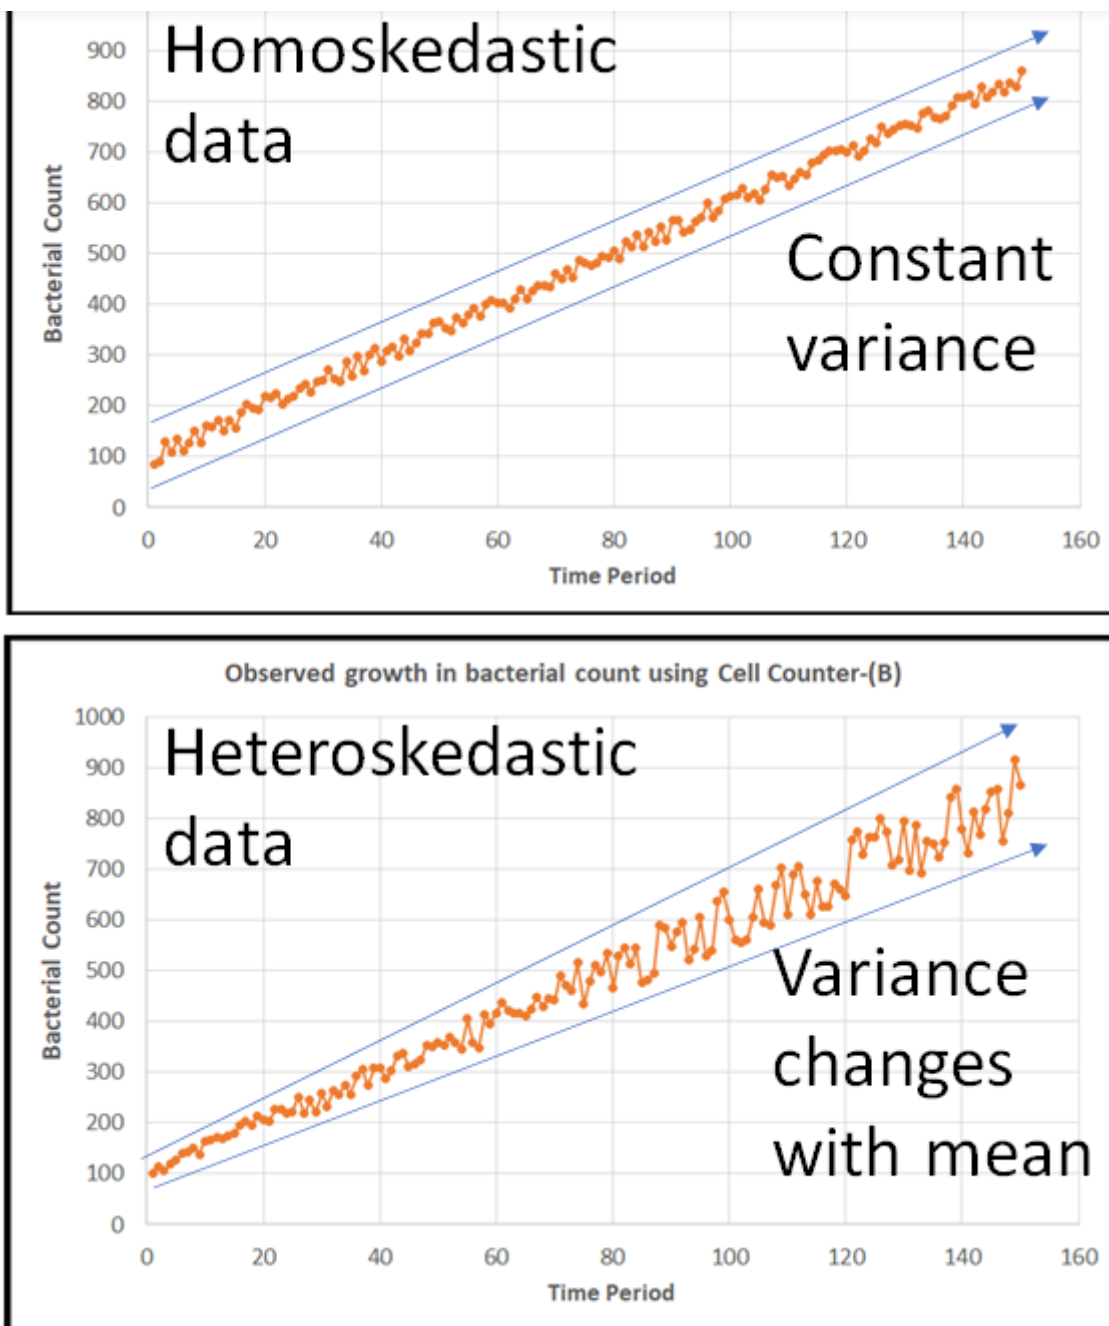 Homoskedastic
data
Constant
variance
900
800
700
600
500
400
300
200
100
0
Bacterial Count
0 20 40 60 80 100 120 140 160
Time Period
Observed growth in bacterial count using Cell Counter-(B)
Heteroskedastic
data
Variance
changes
with mean
1000
900
800
700
600
500
400
300
200
100
0
Bacterial Count
0 20 40 60 80 100 120 140 160
Time Period